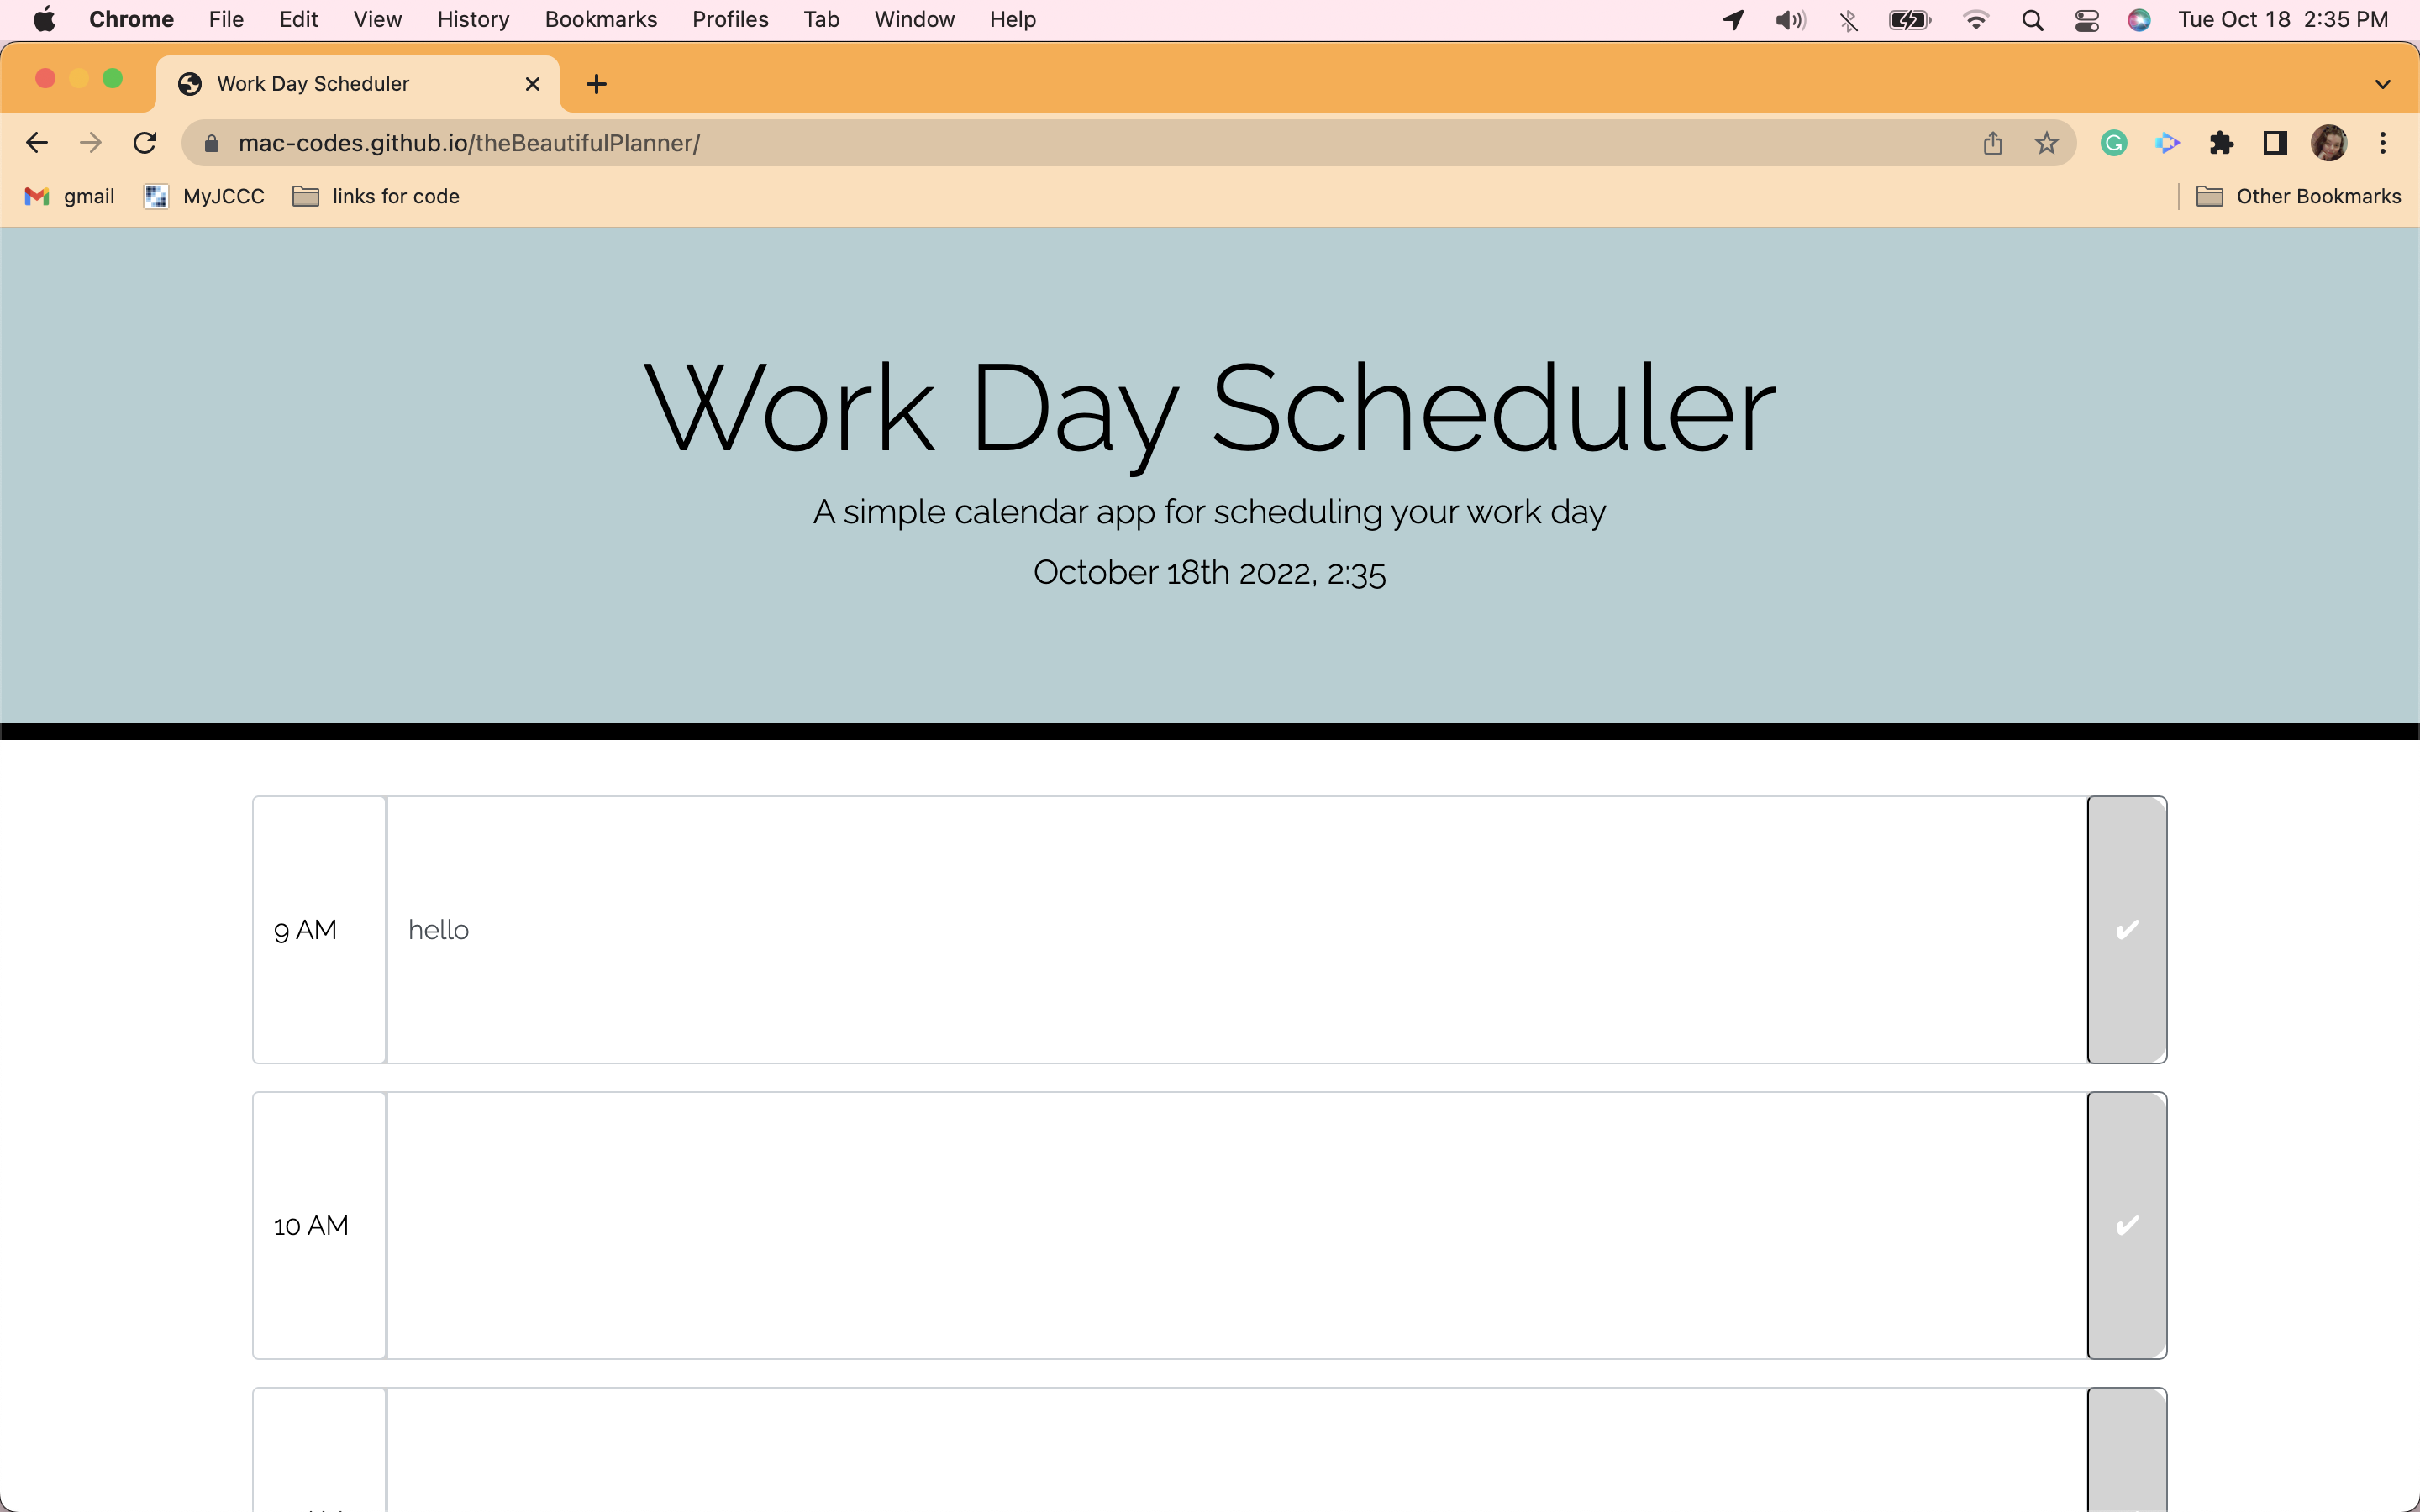 Chrome File Edit View History Bookmarks Profiles Tab Window Help Tue Oct 18 2:35 PM
Work Day Scheduler
mac-codes.github.io/theBeautifulPlanner/
gmail MyJCCC links for code Other Bookmarks
Work Day Scheduler
A simple calendar app for scheduling your work day
October 18th 2022, 2:35
9 AM hello ✔
10 AM ✔